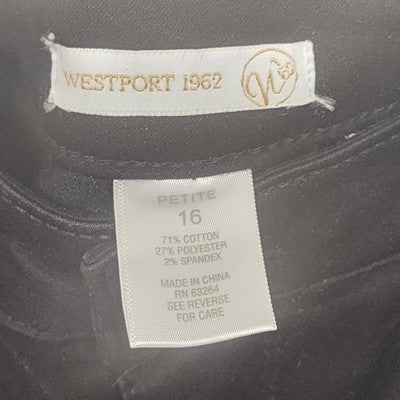 WESTPORT 1962
PETITE
16
71% COTTON
27% POLYESTER
2% SPANDEX
MADE IN CHINA
RN 63264
SEE REVERSE
FOR CARE